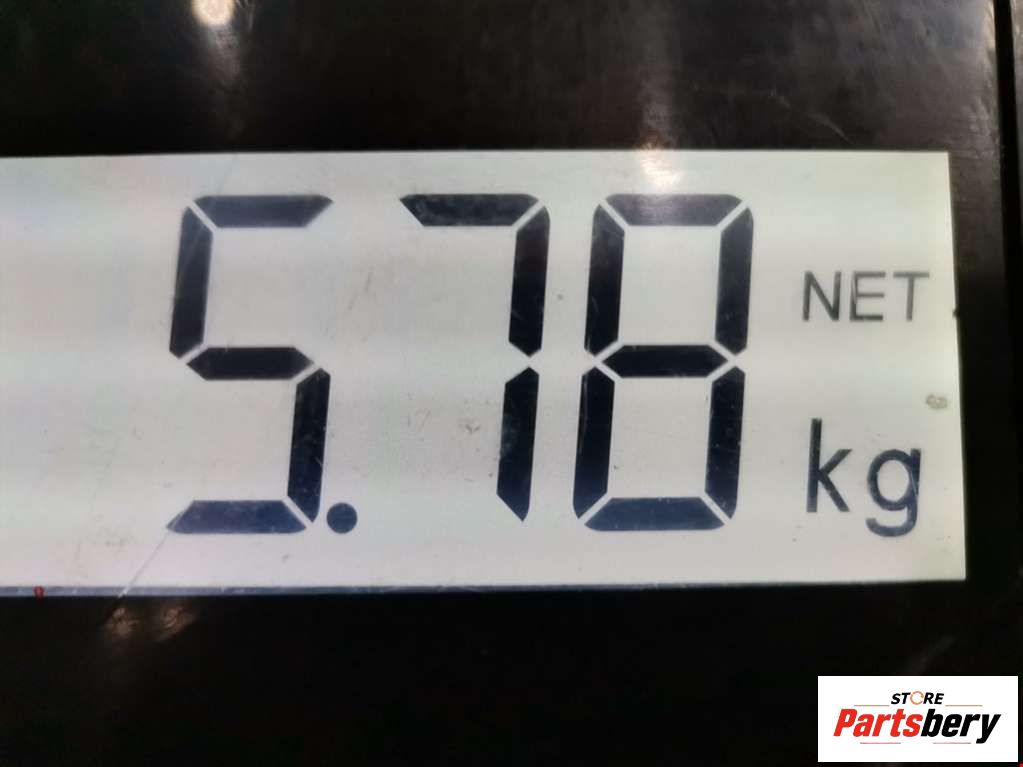 5.78 NET
kg
STORE
Partsbery